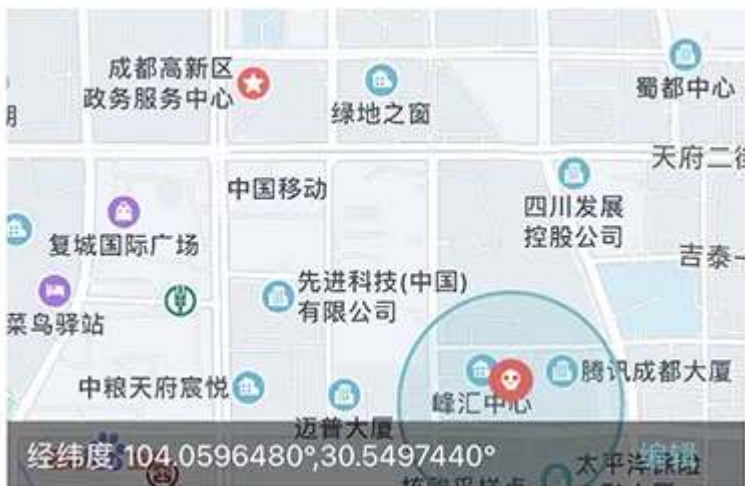 成都高新区
政务服务中心
绿地之窗
蜀都中心
天府二街
中国移动
四川发展
控股公司
复城国际广场
吉泰一
先进科技(中国)
有限公司
菜鸟驿站
中粮天府宸悦
腾讯成都大厦
峰汇中心
迈普大厦
经纬度 104.0596480°,30.5497440°
编辑
太平洋保险